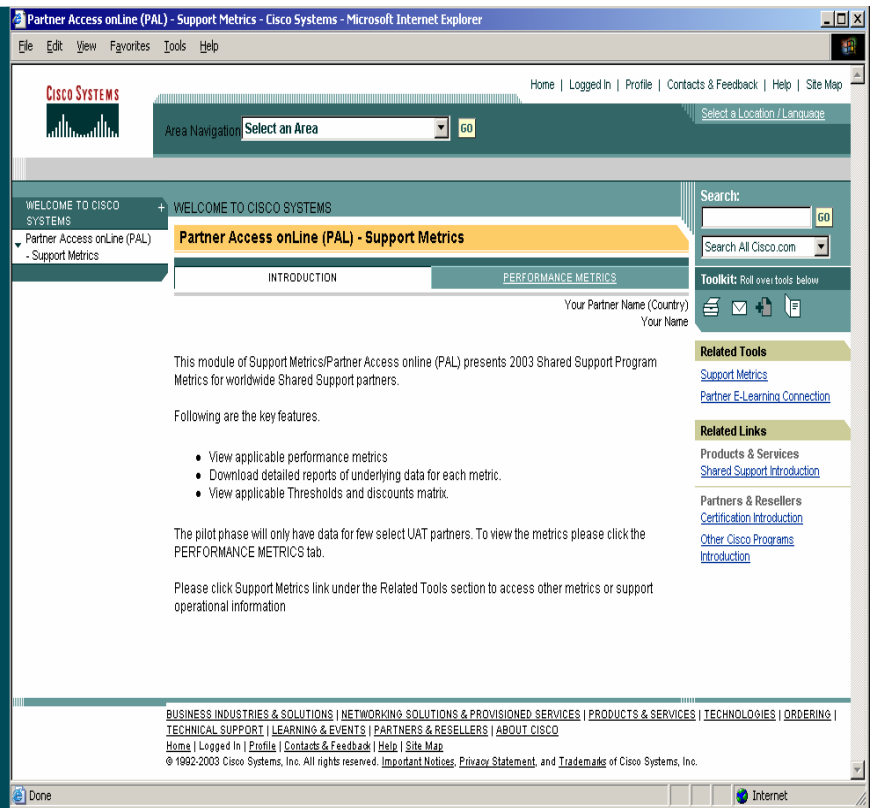 Partner Access onLine (PAL) - Support Metrics - Cisco Systems - Microsoft Internet Explorer
File Edit View Favorites Tools Help
CISCO SYSTEMS
Home | Logged In | Profile | Contacts & Feedback | Help | Site Map
Select a Location / Language
Area Navigation Select an Area GO
WELCOME TO CISCO
SYSTEMS
+
Partner Access onLine (PAL)
- Support Metrics
WELCOME TO CISCO SYSTEMS
Partner Access onLine (PAL) - Support Metrics
INTRODUCTION PERFORMANCE METRICS
Your Partner Name (Country)
Your Name
This module of Support Metrics/Partner Access online (PAL) presents 2003 Shared Support Program
Metrics for worldwide Shared Support partners.
Following are the key features.
• View applicable performance metrics
• Download detailed reports of underlying data for each metric.
• View applicable Thresholds and discounts matrix.
The pilot phase will only have data for few select UAT partners. To view the metrics please click the
PERFORMANCE METRICS tab.
Please click Support Metrics link under the Related Tools section to access other metrics or support
operational information
Search:
GO
Search All Cisco.com
Toolkit: Roll over tools below
Related Tools
Support Metrics
Partner E-Learning Connection
Related Links
Products & Services
Shared Support Introduction
Partners & Resellers
Certification Introduction
Other Cisco Programs
Introduction
BUSINESS INDUSTRIES & SOLUTIONS | NETWORKING SOLUTIONS & PROVISIONED SERVICES | PRODUCTS & SERVICES | TECHNOLOGIES | ORDERING |
TECHNICAL SUPPORT | LEARNING & EVENTS | PARTNERS & RESELLERS | ABOUT CISCO
Home | Logged In | Profile | Contacts & Feedback | Help | Site Map
© 1992-2003 Cisco Systems, Inc. All rights reserved. Important Notices, Privacy Statement, and Trademarks of Cisco Systems, Inc.
Done
Internet